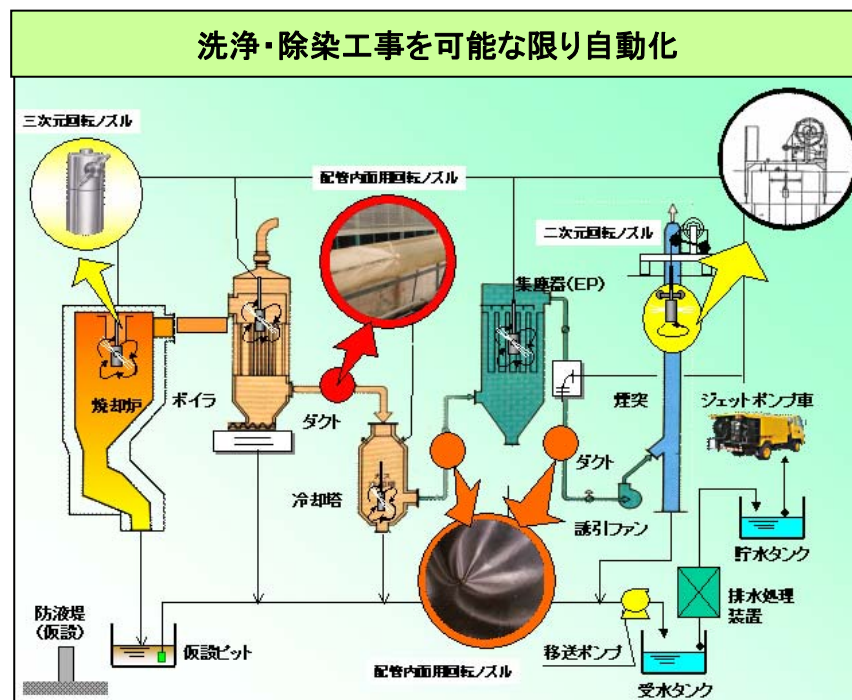 洗浄・除染工事を可能な限り自動化
三次元回転ノズル
配管内面用回転ノズル
二次元回転ノズル
集塵器(EP)
焼却炉
ボイラ
ダクト
煙突
ジェットポンプ車
冷却塔
ダクト
誘引ファン
貯水タンク
排水処理
装置
防液堤
(仮設)
仮設ピット
配管内面用回転ノズル
移送ポンプ
受水タンク